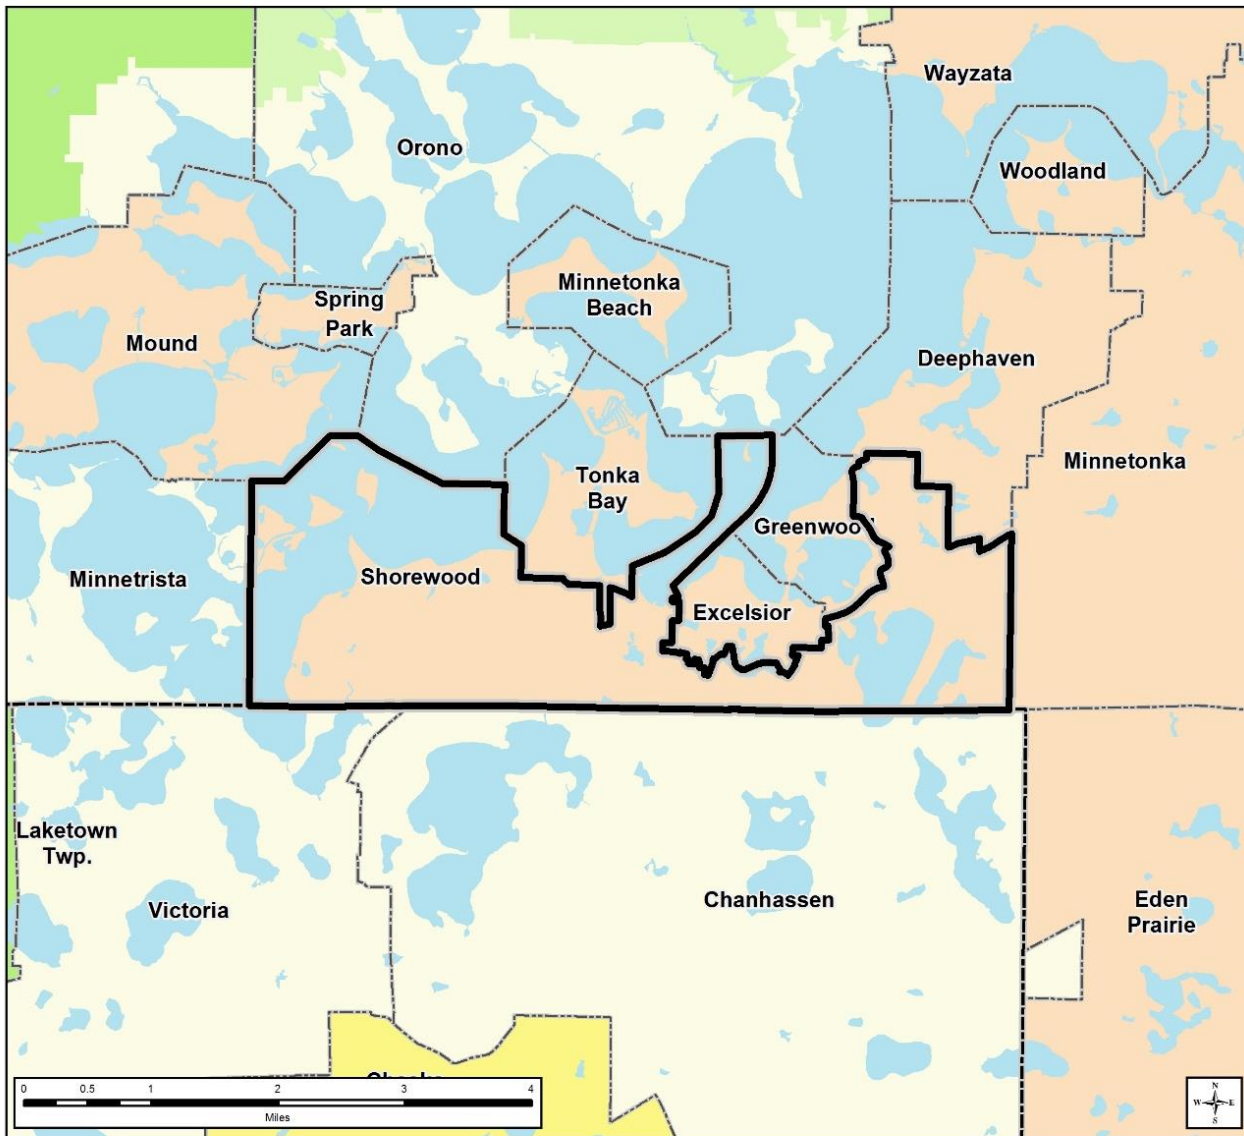 Wayzata
Orono
Woodland
Minnetonka
Beach
Spring
Park
Mound
Deephaven
Minnetonka
Tonka
Bay
Greenwoo
Minnetrista
Shorewood
Excelsior
Laketown
Twp.
Victoria
Chanhassen
Eden
Prairie
0 0.5 1 2 3 4
Miles
N
W E
S